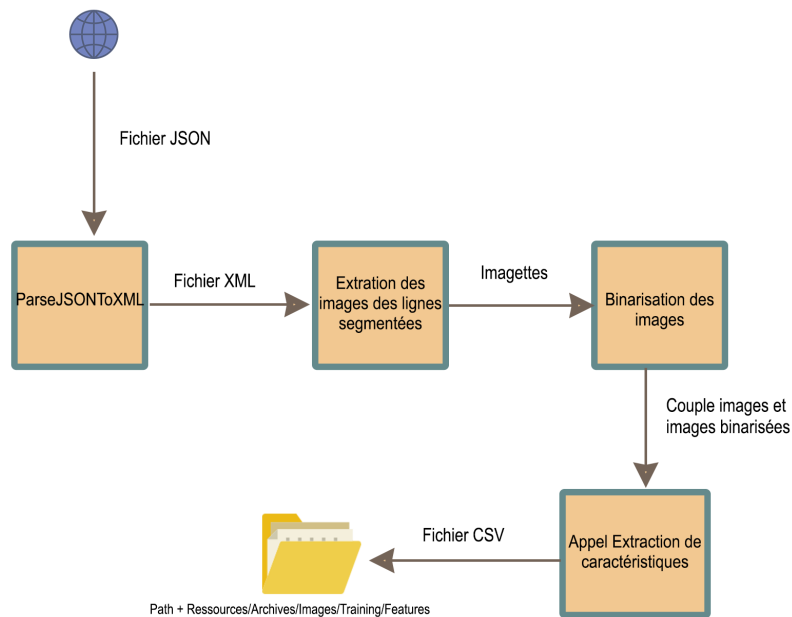 Fichier JSON
ParseJSONToXML
Fichier XML
Extration des
images des lignes
segmentées
Imagettes
Binarisation des
images
Couple images et
images binarisées
Appel Extraction de
caractéristiques
Fichier CSV
Path + Ressources/Archives/Images/Training/Features